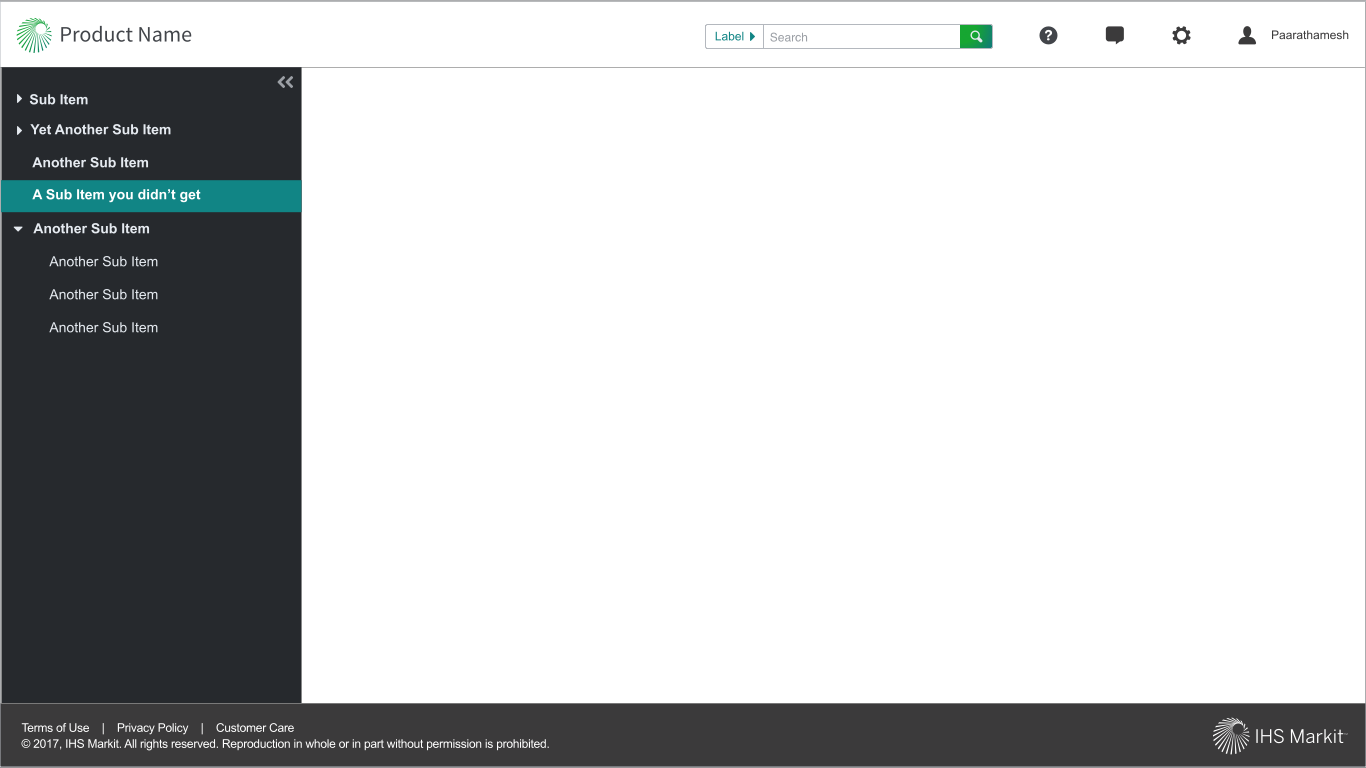 Product Name
Label
Search
Paarathamesh
Sub Item
Yet Another Sub Item
Another Sub Item
A Sub Item you didn’t get
Another Sub Item
Another Sub Item
Another Sub Item
Another Sub Item
Terms of Use | Privacy Policy | Customer Care
© 2017, IHS Markit. All rights reserved. Reproduction in whole or in part without permission is prohibited.
IHS Markit